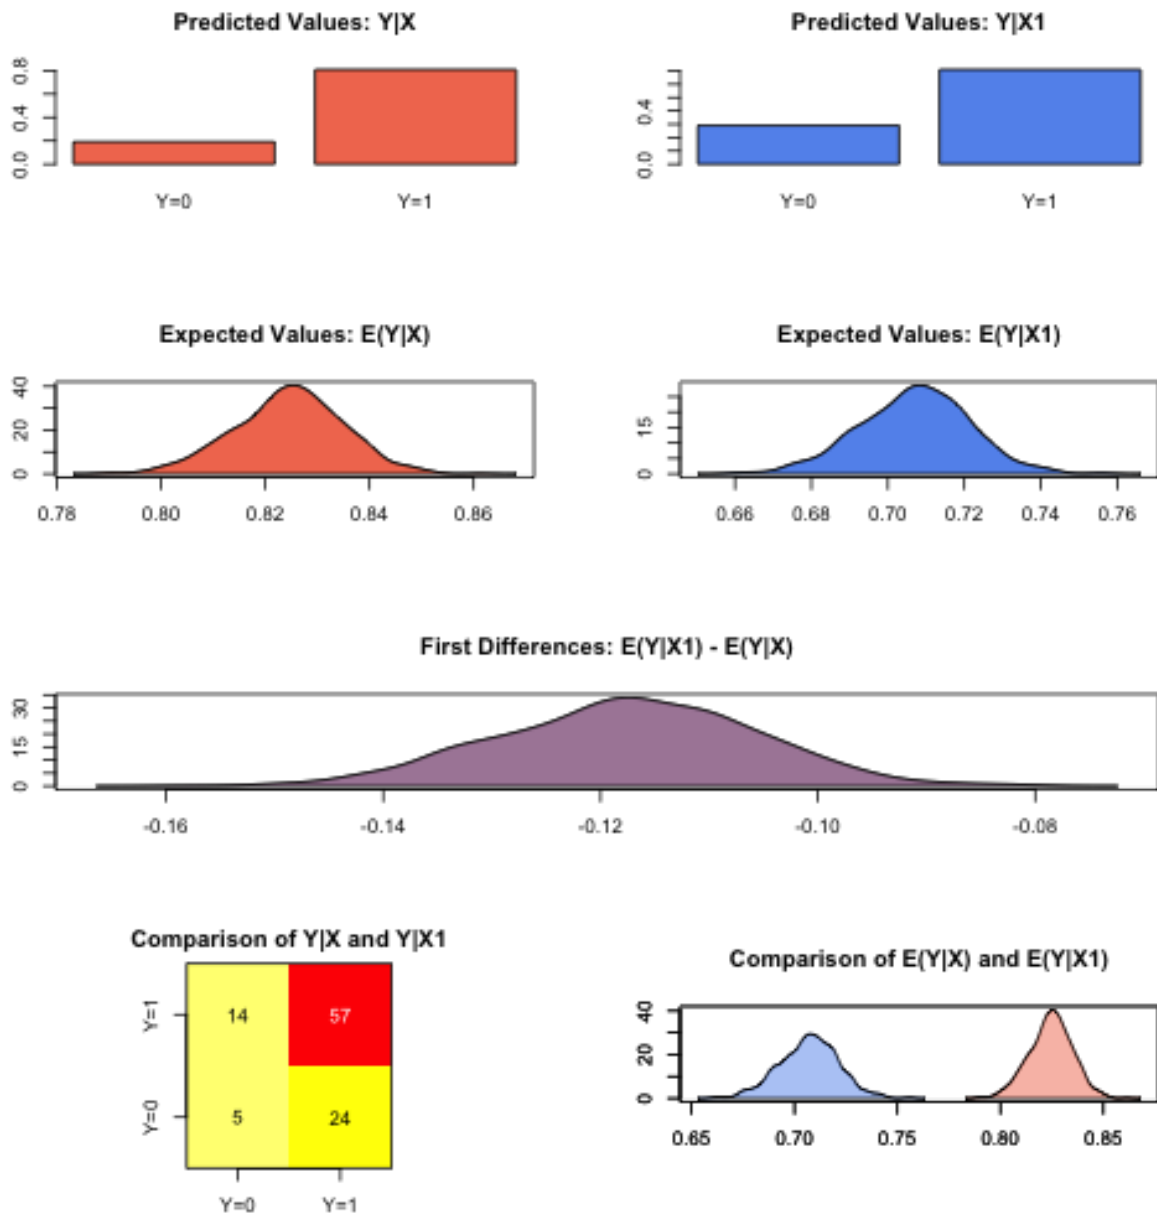 Predicted Values: Y|X
Predicted Values: Y|X1
0.0 0.4 0.8
Y=0 Y=1
0.0 0.4
Y=0 Y=1
Expected Values: E(Y|X)
Expected Values: E(Y|X1)
0 20 40
0.78 0.80 0.82 0.84 0.86
0 15
0.66 0.68 0.70 0.72 0.74 0.76
First Differences: E(Y|X1) - E(Y|X)
0 15 30
-0.16 -0.14 -0.12 -0.10 -0.08
Comparison of Y|X and Y|X1
Y=1 14 57
Y=0 5 24
Y=0 Y=1
Comparison of E(Y|X) and E(Y|X1)
0 20 40
0.65 0.70 0.75 0.80 0.85